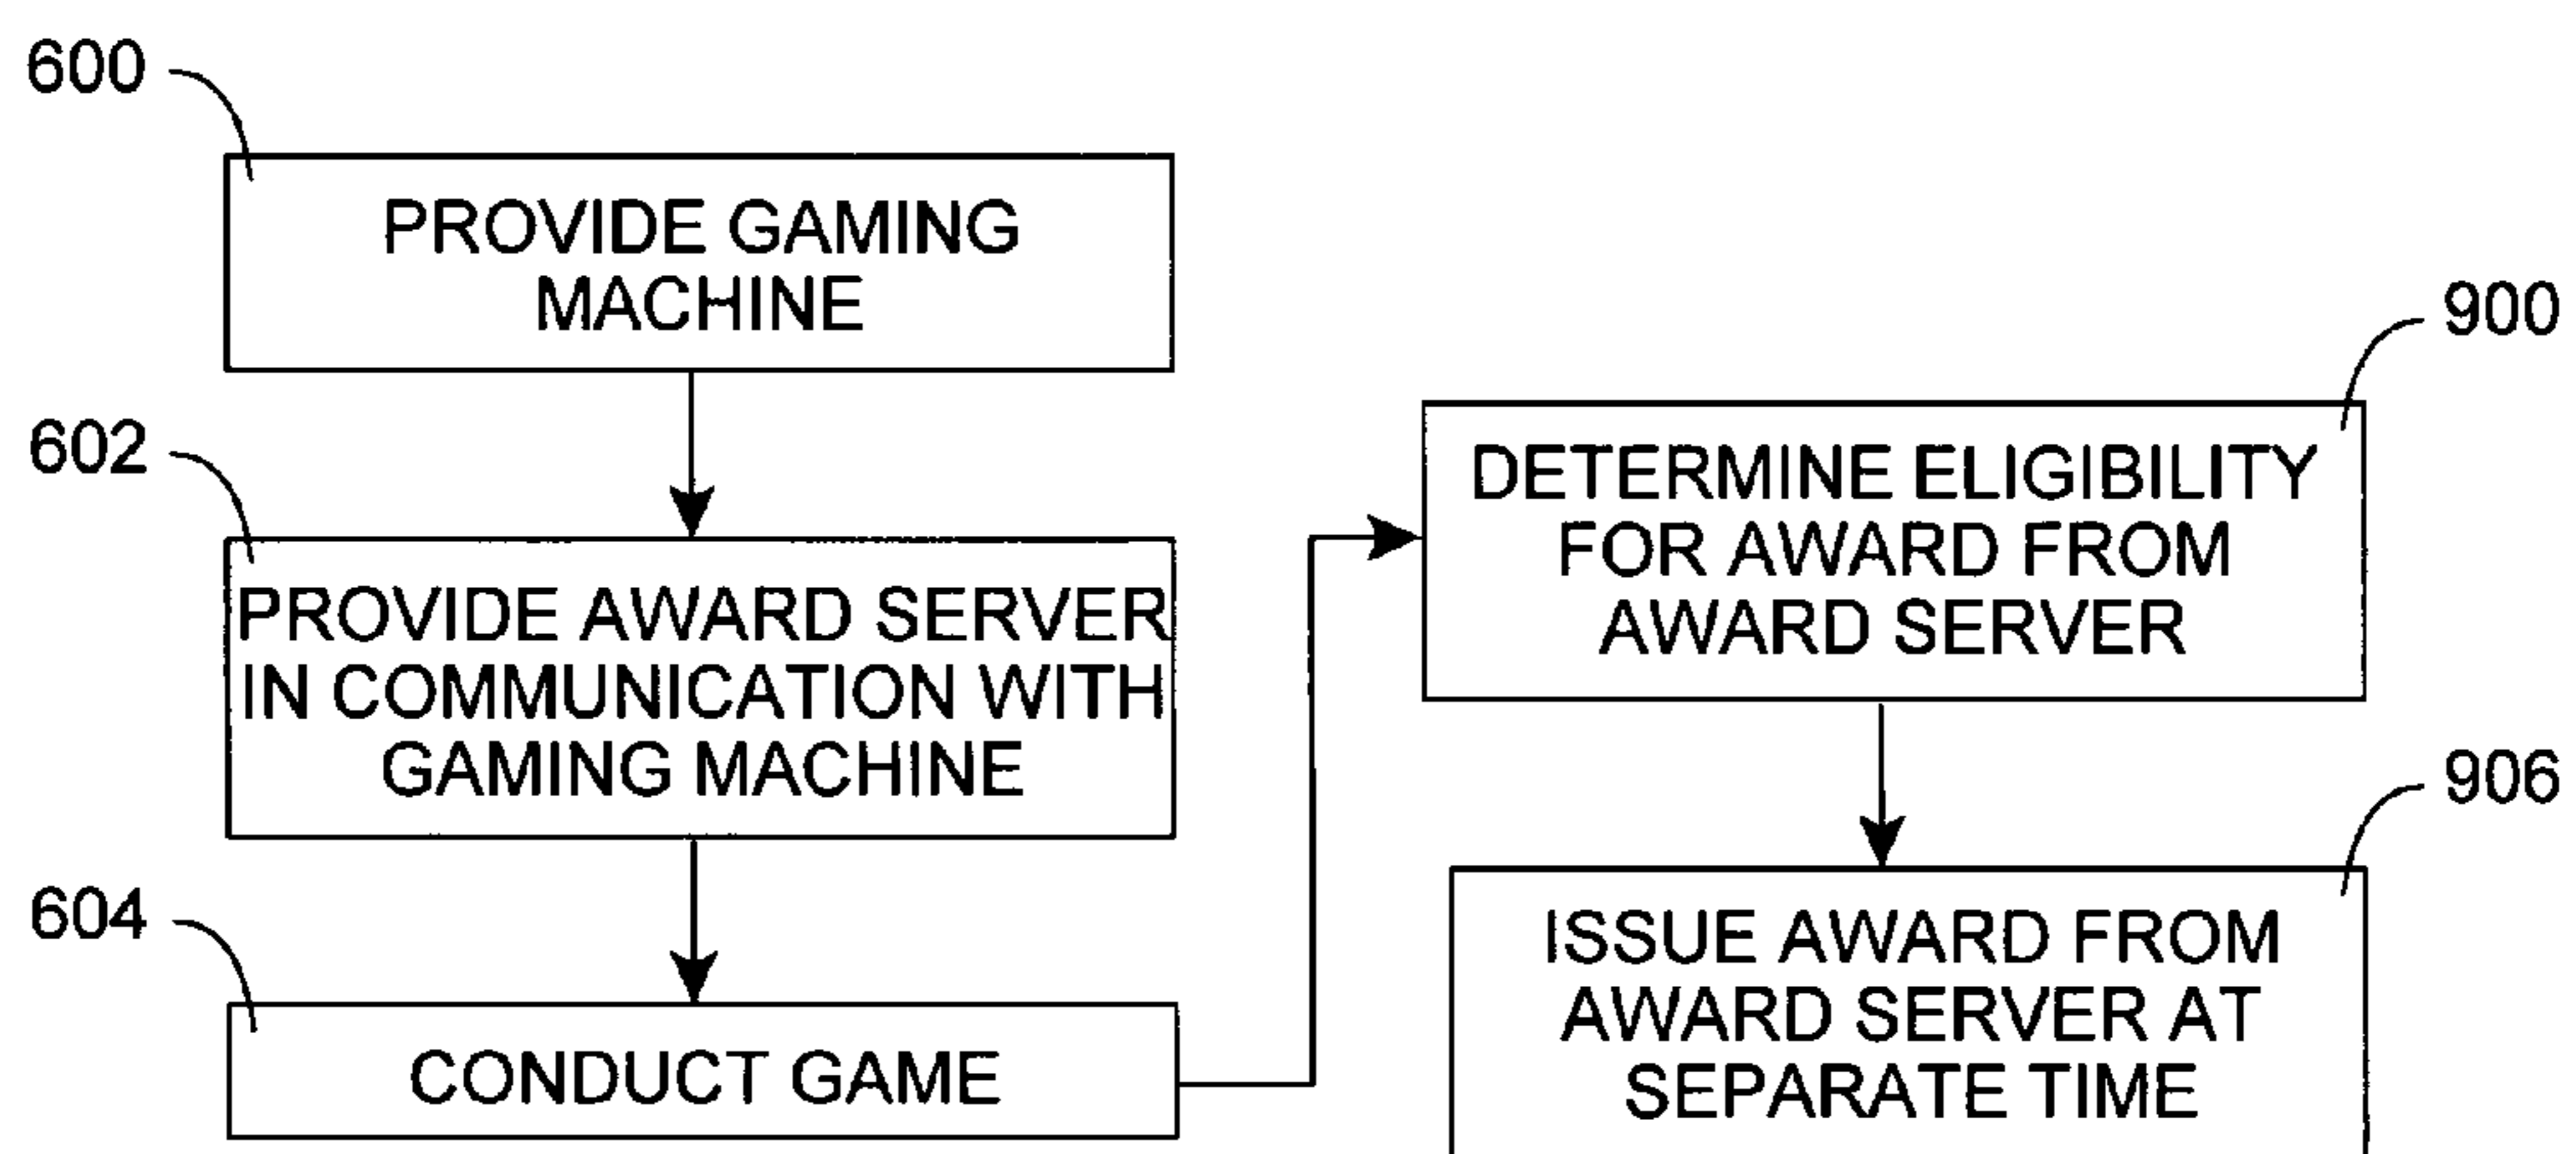 600
PROVIDE GAMING
MACHINE
602
PROVIDE AWARD SERVER
IN COMMUNICATION WITH
GAMING MACHINE
604
CONDUCT GAME
900
DETERMINE ELIGIBILITY
FOR AWARD FROM
AWARD SERVER
906
ISSUE AWARD FROM
AWARD SERVER AT
SEPARATE TIME